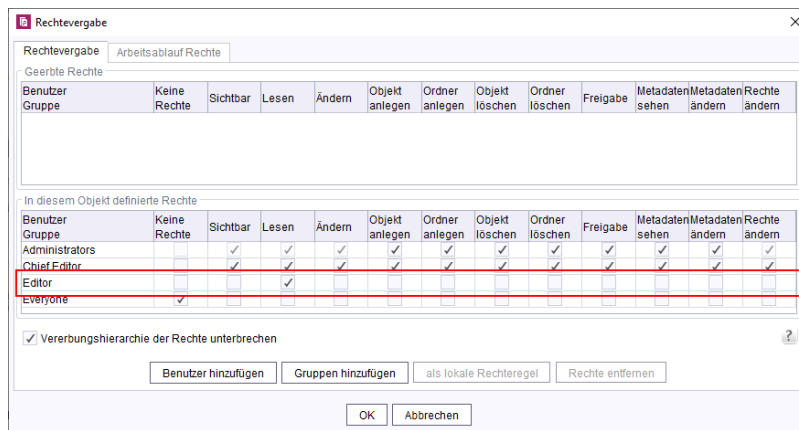 Rechtevergabe
Rechtevergabe Arbeitsablauf Rechte
Geerbte Rechte
Benutzer Keine Sichtbar Lesen Ändern Objekt Ordner Objekt Ordner Freigabe Metadaten Metadaten Rechte
Gruppe Rechte anlegen anlegen löschen löschen sehen ändern ändern
In diesem Objekt definierte Rechte
Benutzer Keine Sichtbar Lesen Ändern Objekt Ordner Objekt Ordner Freigabe Metadaten Metadaten Rechte
Gruppe Rechte anlegen anlegen löschen löschen sehen ändern ändern
Administrators
Chief Editor
Editor
Everyone
Vererbungshierarchie der Rechte unterbrechen ?
Benutzer hinzufügen Gruppen hinzufügen als lokale Rechteregel Rechte entfernen
OK Abbrechen